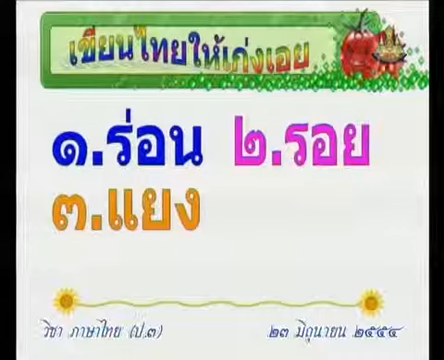 เขียนไทยให้เก่งเอย
๑.ร่อน ๒.รอย
๓.แยง
วิชา ภาษาไทย (ป.๓) ๒๓ มิถุนายน ๒๕๕๔